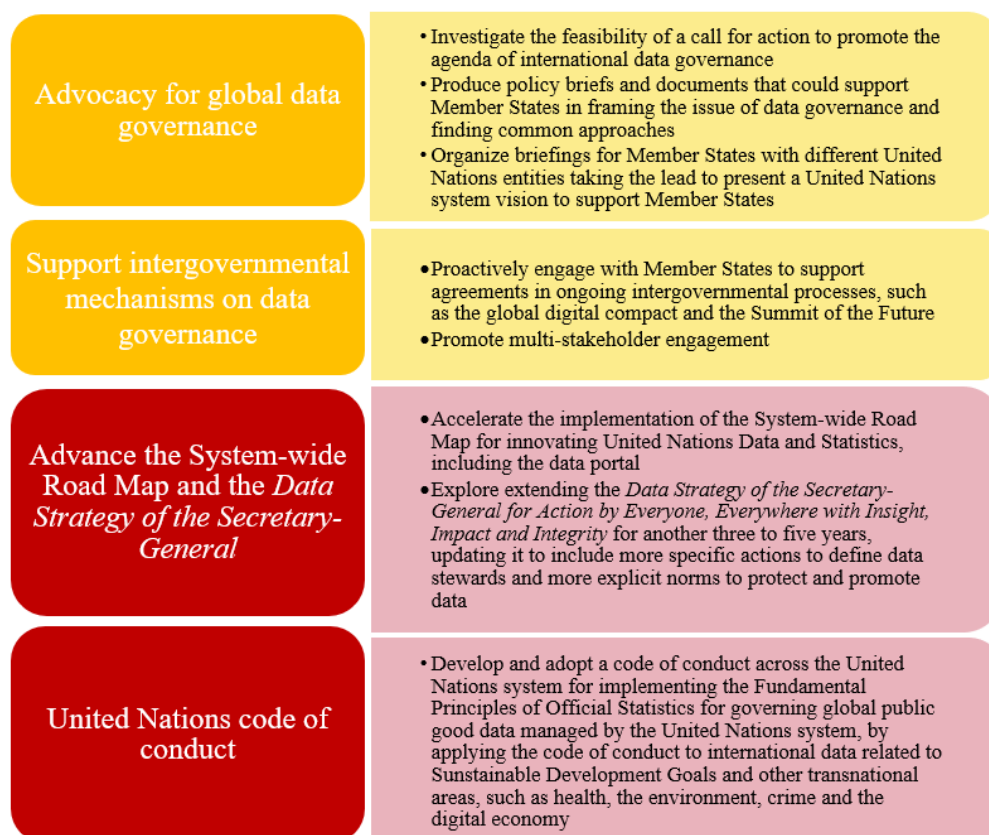 Advocacy for global data
governance
• Investigate the feasibility of a call for action to promote the
agenda of international data governance
• Produce policy briefs and documents that could support
Member States in framing the issue of data governance and
finding common approaches
• Organize briefings for Member States with different United
Nations entities taking the lead to present a United Nations
system vision to support Member States
Support intergovernmental
mechanisms on data
governance
•Proactively engage with Member States to support
agreements in ongoing intergovernmental processes, such
as the global digital compact and the Summit of the Future
•Promote multi-stakeholder engagement
Advance the System-wide
Road Map and the Data
Strategy of the Secretary-
General
•Accelerate the implementation of the System-wide Road
Map for innovating United Nations Data and Statistics,
including the data portal
•Explore extending the Data Strategy of the Secretary-
General for Action by Everyone, Everywhere with Insight,
Impact and Integrity for another three to five years,
updating it to include more specific actions to define data
stewards and more explicit norms to protect and promote
data
United Nations code of
conduct
• Develop and adopt a code of conduct across the United
Nations system for implementing the Fundamental
Principles of Official Statistics for governing global public
good data managed by the United Nations system, by
applying the code of conduct to international data related to
Sunstainable Development Goals and other transnational
areas, such as health, the environment, crime and the
digital economy